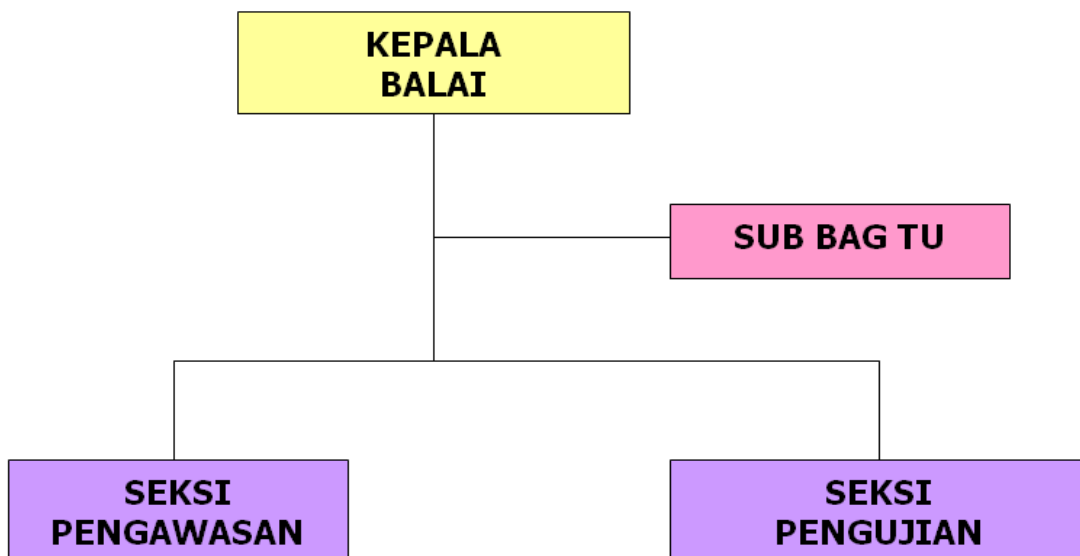 KEPALA
BALAI
SUB BAG TU
SEKSI
PENGAWASAN
SEKSI
PENGUJIAN